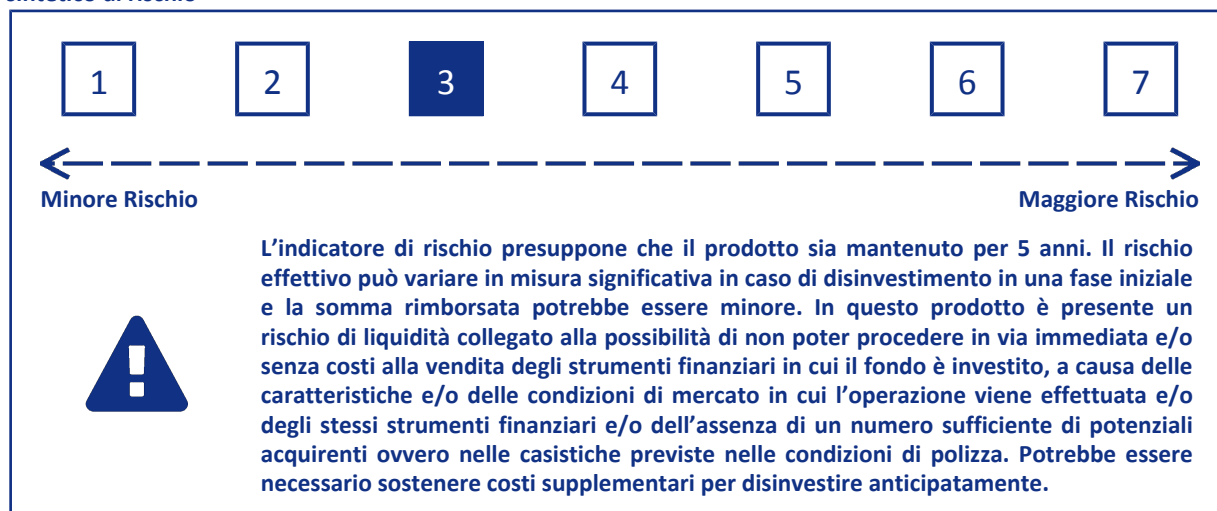 sintetico di rischio
1 2 3 4 5 6 7
Minore Rischio Maggiore Rischio
L’indicatore di rischio presuppone che il prodotto sia mantenuto per 5 anni. Il rischio
effettivo può variare in misura significativa in caso di disinvestimento in una fase iniziale
e la somma rimborsata potrebbe essere minore. In questo prodotto è presente un
rischio di liquidità collegato alla possibilità di non poter procedere in via immediata e/o
senza costi alla vendita degli strumenti finanziari in cui il fondo è investito, a causa delle
caratteristiche e/o delle condizioni di mercato in cui l’operazione viene effettuata e/o
degli stessi strumenti finanziari e/o dell’assenza di un numero sufficiente di potenziali
acquirenti ovvero nelle casistiche previste nelle condizioni di polizza. Potrebbe essere
necessario sostenere costi supplementari per disinvestire anticipatamente.